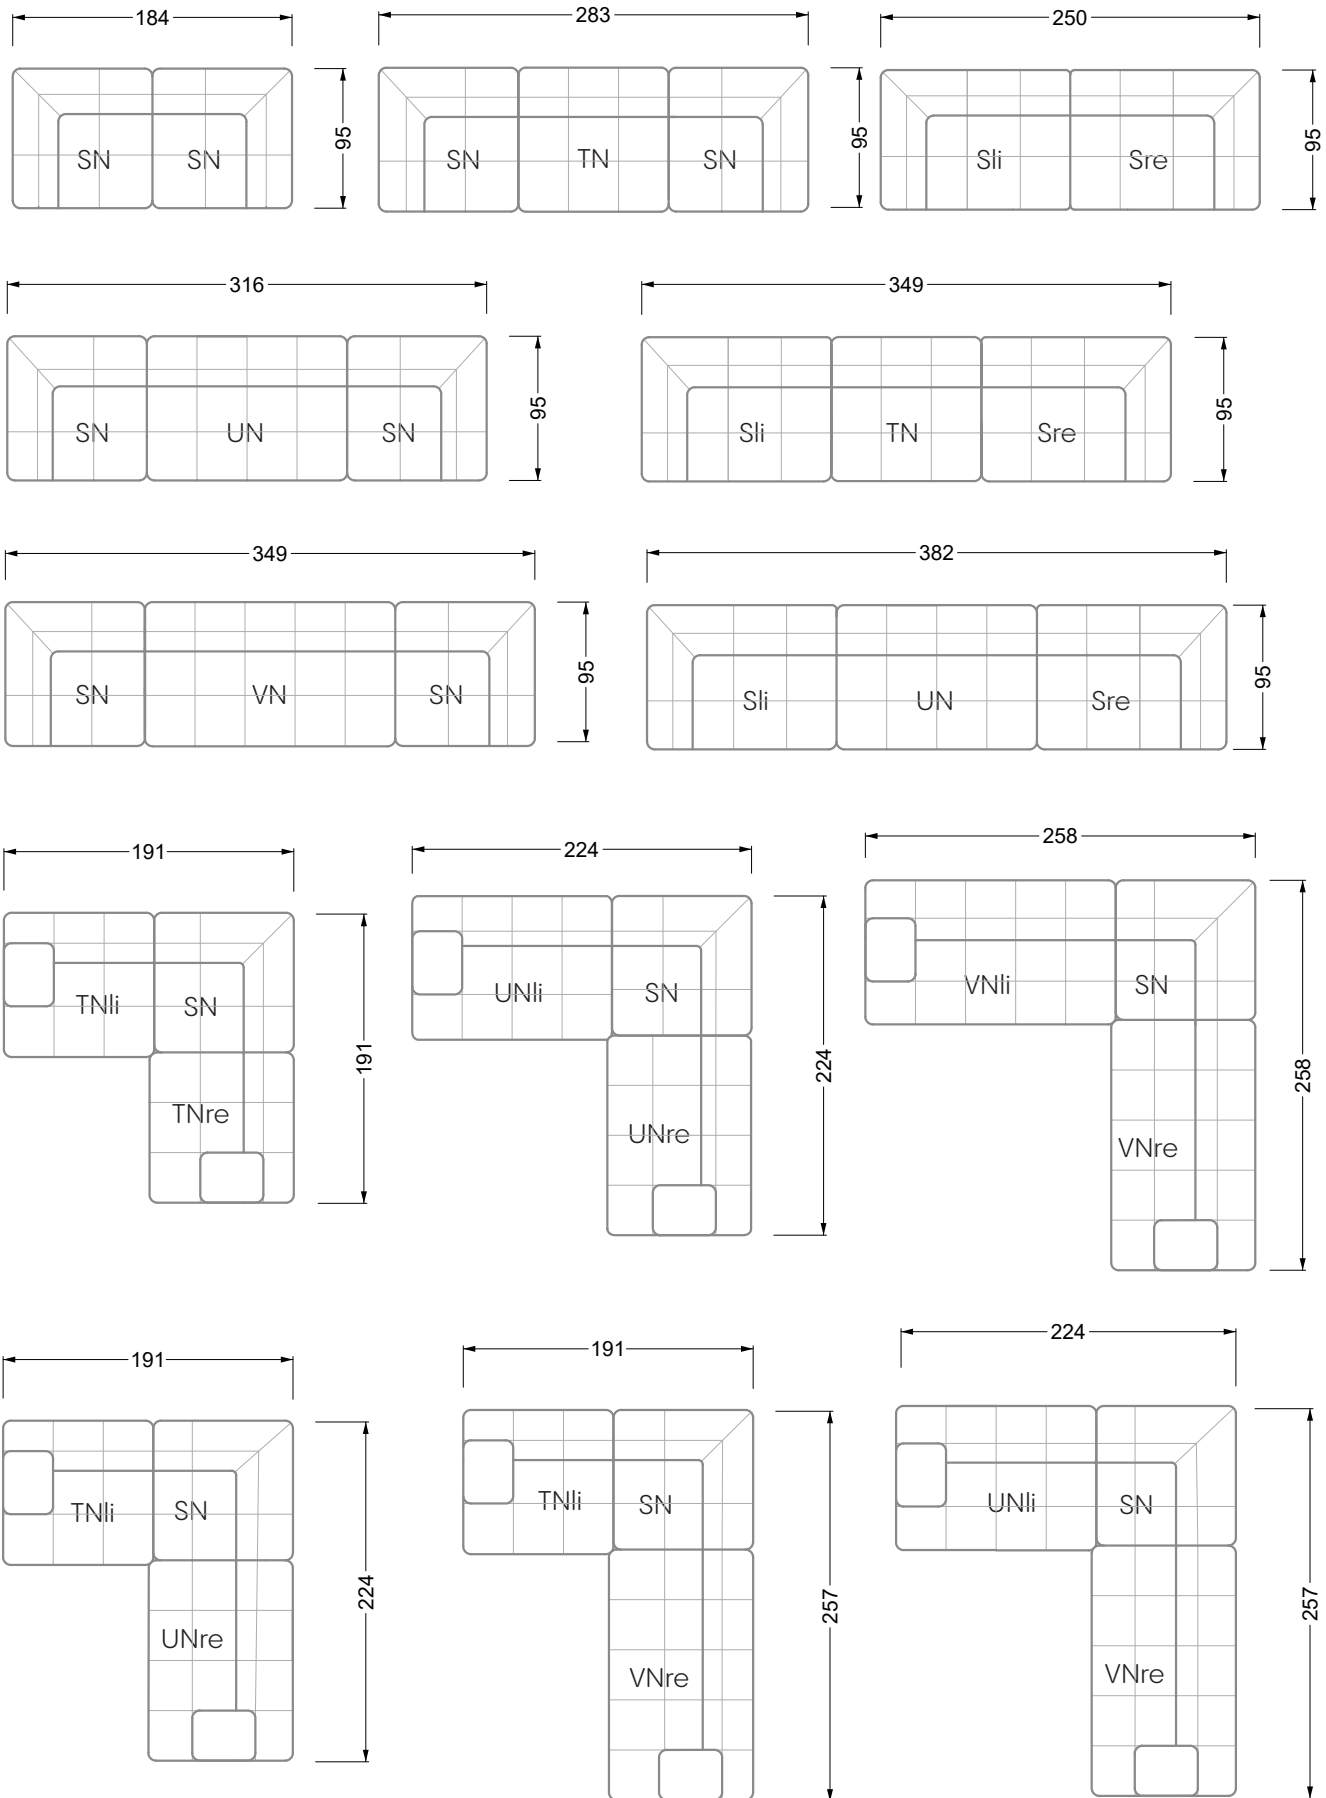 184
283
250
SN SN
95
SN TN SN
95
Sli Sre
95
316
349
SN UN SN
95
Sli TN Sre
95
349
382
SN VN SN
95
Sli UN Sre
95
191
224
258
TNli SN
TNre
191
UNli SN
UNre
224
VNli SN
VNre
258
191
191
224
TNli SN
UNre
224
TNli SN
VNre
257
UNli SN
VNre
257